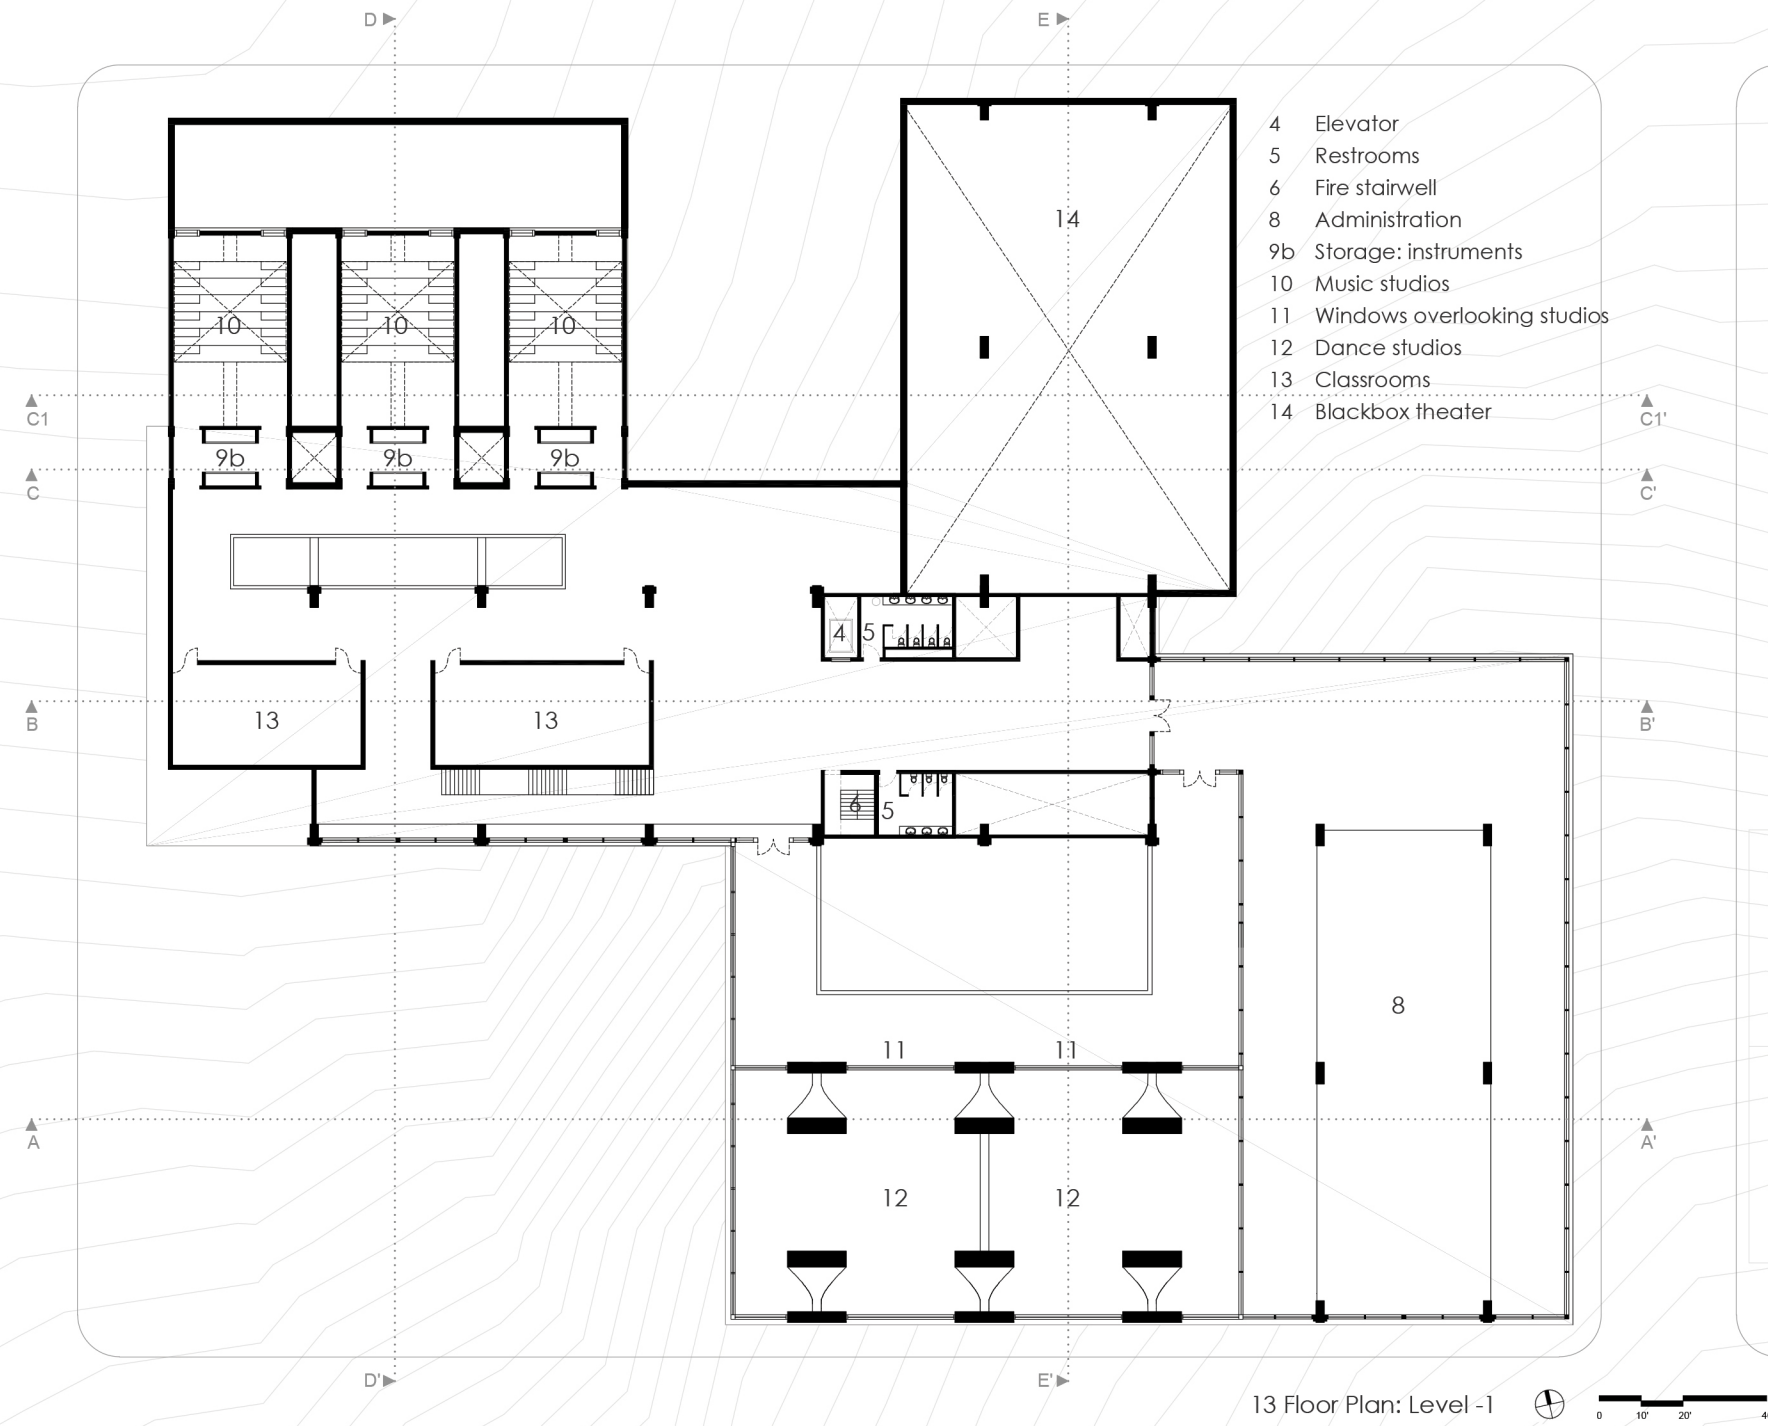 D
E
4 Elevator
5 Restrooms
6 Fire stairwell
8 Administration
9b Storage: instruments
10 Music studios
11 Windows overlooking studios
12 Dance studios
13 Classrooms
14 Blackbox theater
14
10 10 10
C1 C1'
9b 9b 9b
C C'
4 5
13 13
B B'
6 5
8
11 11
A A'
12 12
D' E'
13 Floor Plan: Level -1
0 10' 20'